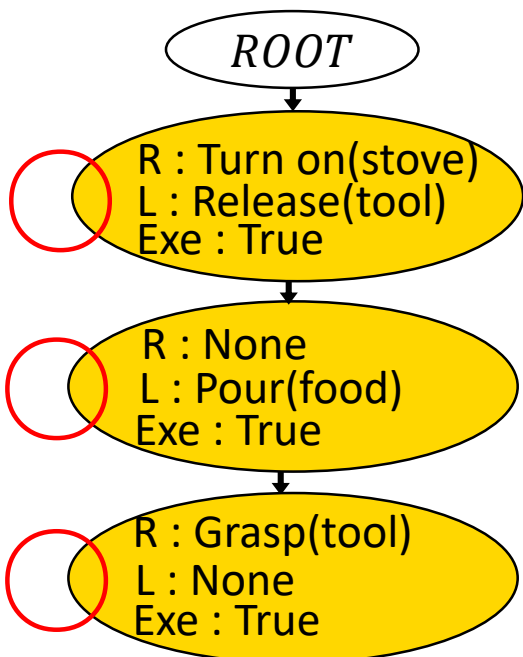 ROOT
R : Turn on(stove)
L : Release(tool)
Exe : True
R : None
L : Pour(food)
Exe : True
R : Grasp(tool)
L : None
Exe : True